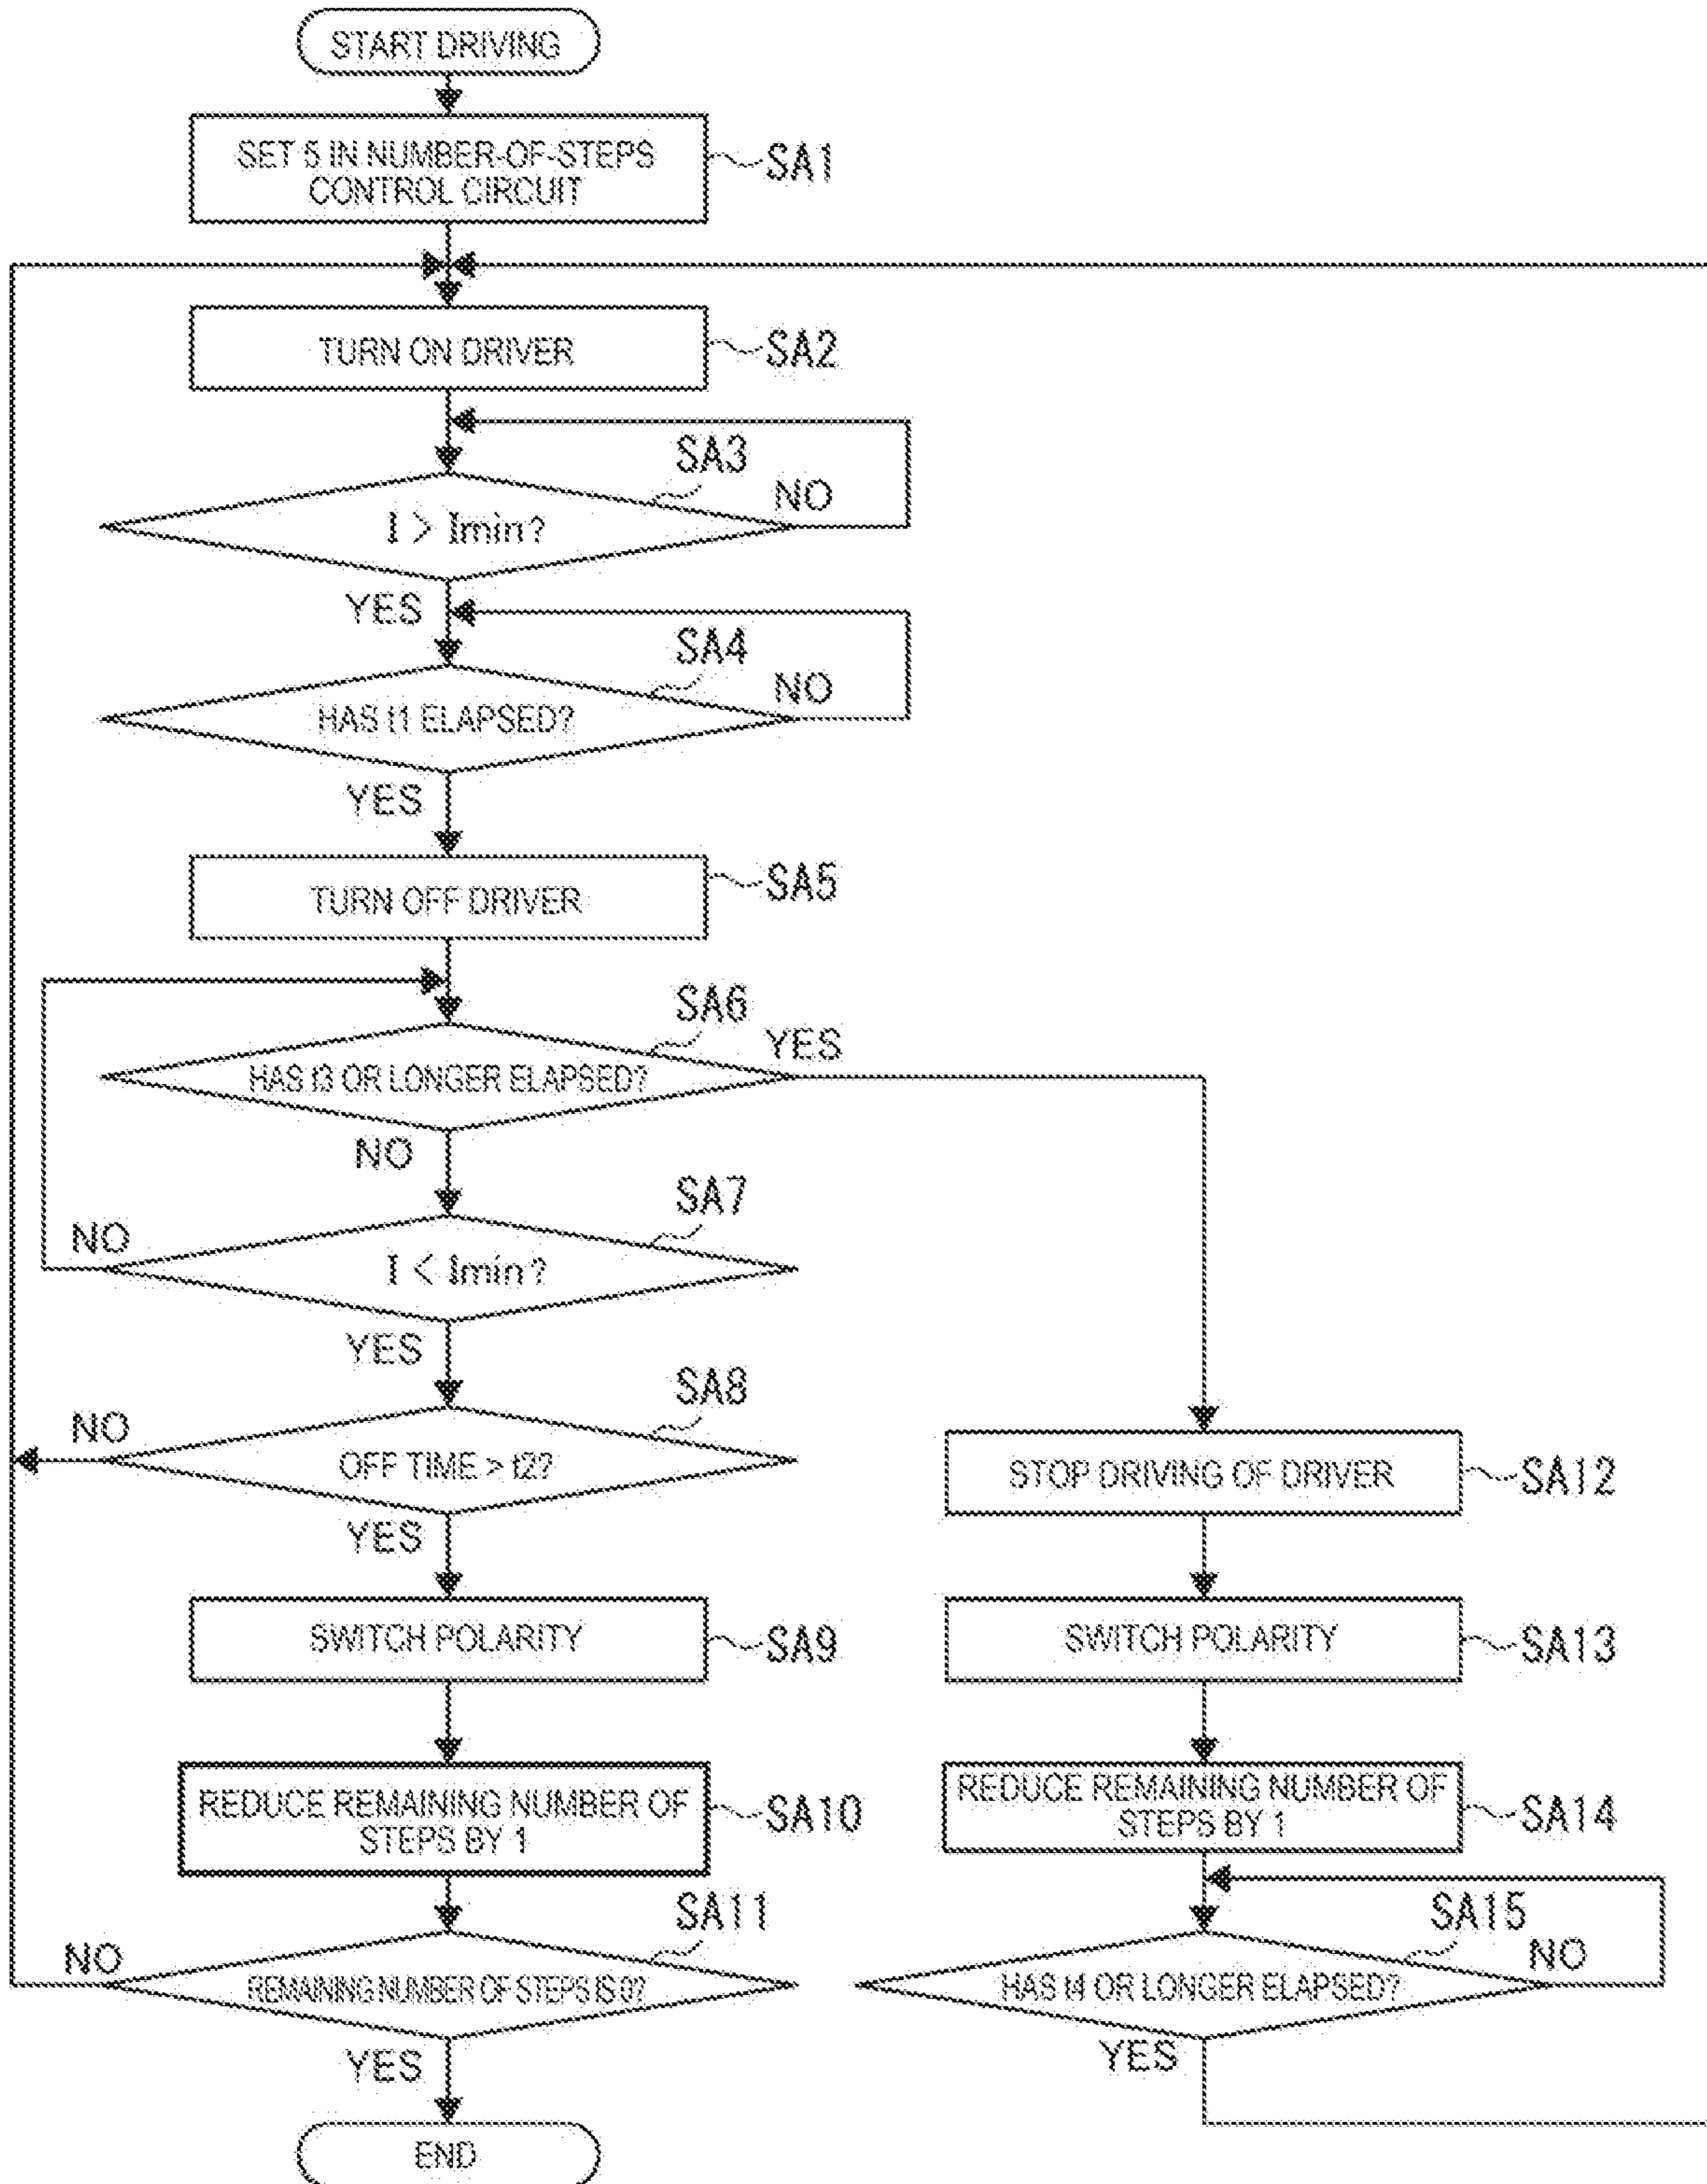 START DRIVING
SET 5 IN NUMBER-OF-STEPS
CONTROL CIRCUIT
SA1
TURN ON DRIVER
SA2
SA3
I > Imin?
NO
YES
SA4
HAS t1 ELAPSED?
NO
YES
TURN OFF DRIVER
SA5
SA6
HAS t3 OR LONGER ELAPSED?
YES
NO
SA7
I < Imin?
NO
YES
SA8
OFF TIME > t2?
NO
YES
SWITCH POLARITY
SA9
REDUCE REMAINING NUMBER OF
STEPS BY 1
SA10
SA11
REMAINING NUMBER OF STEPS IS 0?
NO
YES
END
STOP DRIVING OF DRIVER
SA12
SWITCH POLARITY
SA13
REDUCE REMAINING NUMBER OF
STEPS BY 1
SA14
SA15
HAS t4 OR LONGER ELAPSED?
NO
YES